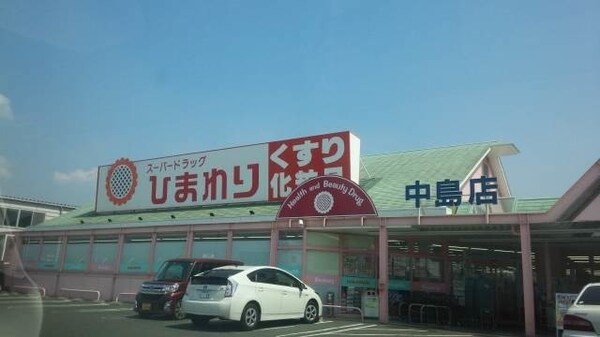 スーパードラッグ
ひまわり
くすり
化粧品
Health and Beauty Drug
中島店